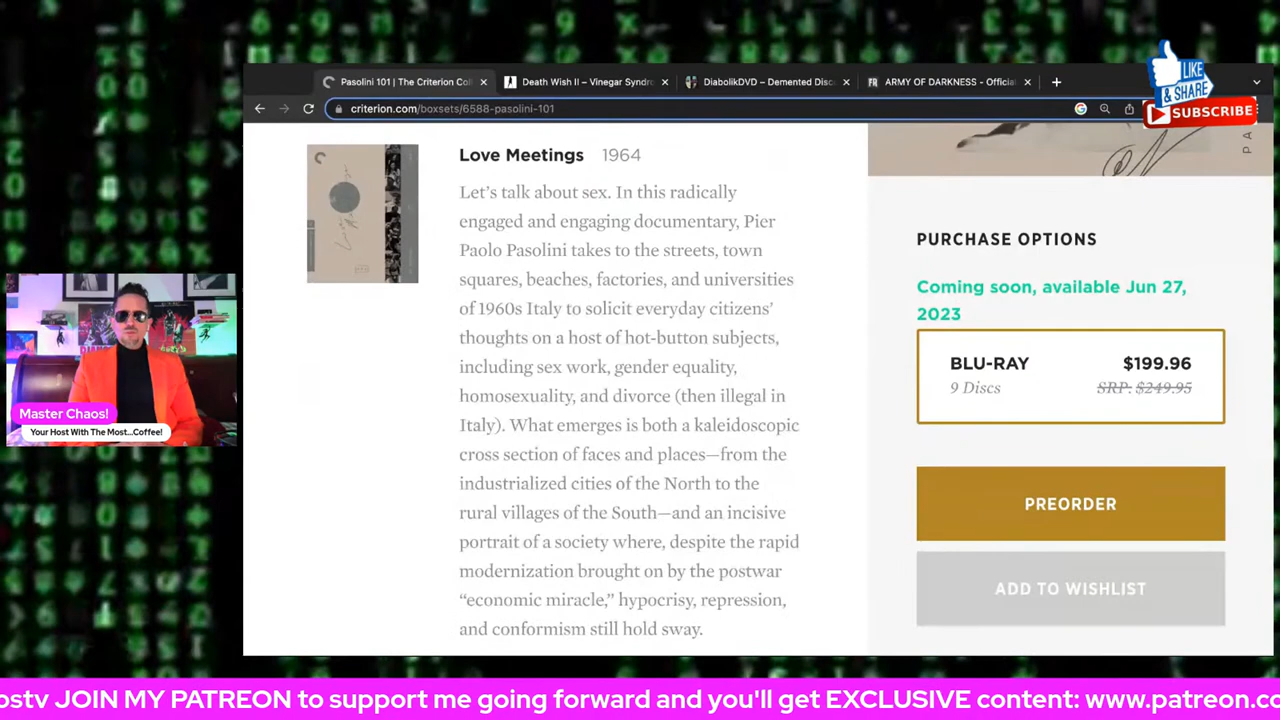 Pasolini 101 | The Criterion Col
Death Wish II – Vinegar Syndro
DiabolikDVD – Demented Disc
ARMY OF DARKNESS - Official
LIKE
& SHARE
SUBSCRIBE
criterion.com/boxsets/6588-pasolini-101
Love Meetings 1964
Let’s talk about sex. In this radically
engaged and engaging documentary, Pier
Paolo Pasolini takes to the streets, town
squares, beaches, factories, and universities
of 1960s Italy to solicit everyday citizens’
thoughts on a host of hot-button subjects,
including sex work, gender equality,
homosexuality, and divorce (then illegal in
Italy). What emerges is both a kaleidoscopic
cross section of faces and places—from the
industrialized cities of the North to the
rural villages of the South—and an incisive
portrait of a society where, despite the rapid
modernization brought on by the postwar
“economic miracle,” hypocrisy, repression,
and conformism still hold sway.
PURCHASE OPTIONS
Coming soon, available Jun 27,
2023
BLU-RAY $199.96
9 Discs SRP: $249.95
PREORDER
ADD TO WISHLIST
Master Chaos!
Your Host With The Most...Coffee!
ostv JOIN MY PATREON to support me going forward and you'll get EXCLUSIVE content: www.patreon.co